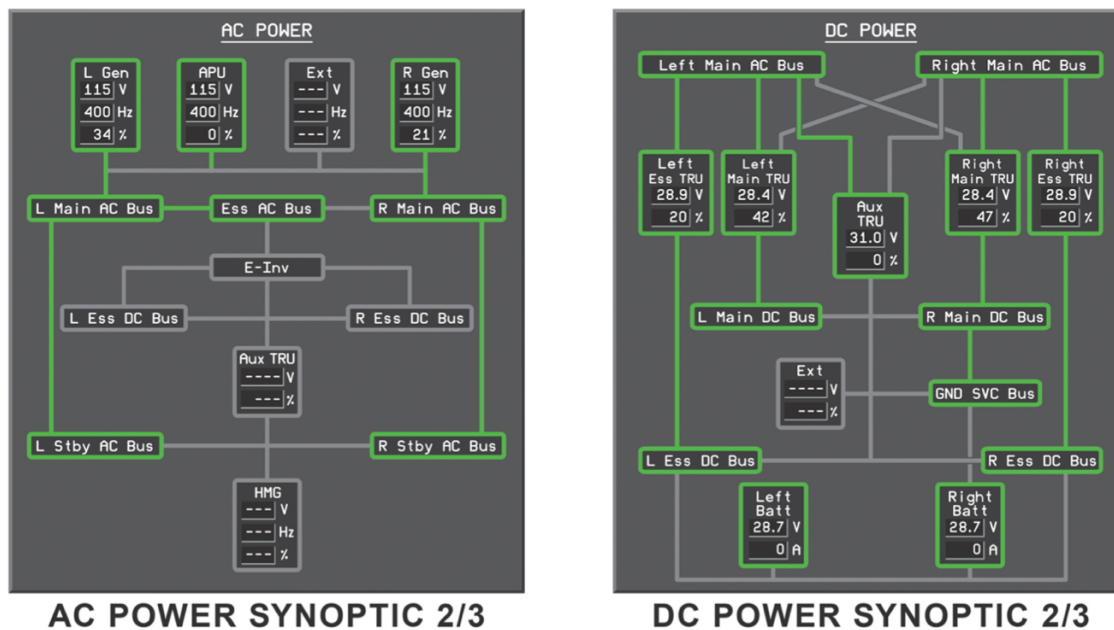 AC POWER
L Gen
115 V
400 Hz
34 %
APU
115 V
400 Hz
0 %
Ext
--- V
--- Hz
--- %
R Gen
115 V
400 Hz
21 %
L Main AC Bus
Ess AC Bus
R Main AC Bus
E-Inv
L Ess DC Bus
R Ess DC Bus
Aux TRU
---- V
--- %
L Stby AC Bus
R Stby AC Bus
HMG
--- V
--- Hz
--- %
AC POWER SYNOPTIC 2/3
DC POWER
Left Main AC Bus
Right Main AC Bus
Left
Ess TRU
28.9 V
20 %
Left
Main TRU
28.4 V
42 %
Aux
TRU
31.0 V
0 %
Right
Main TRU
28.4 V
47 %
Right
Ess TRU
28.9 V
20 %
L Main DC Bus
R Main DC Bus
Ext
---- V
--- %
GND SVC Bus
L Ess DC Bus
R Ess DC Bus
Left
Batt
28.7 V
0 A
Right
Batt
28.7 V
0 A
DC POWER SYNOPTIC 2/3